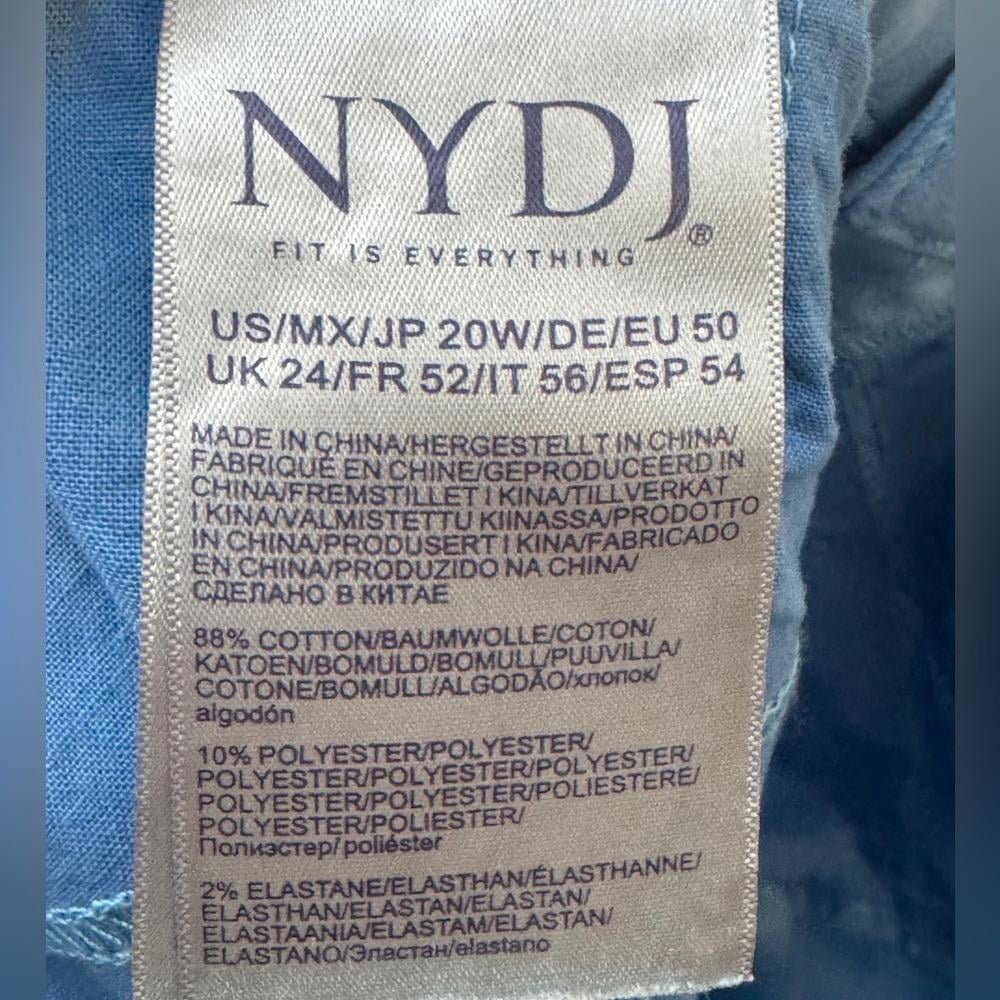 NYDJ®
FIT IS EVERYTHING
US/MX/JP 20W/DE/EU 50
UK 24/FR 52/IT 56/ESP 54
MADE IN CHINA/HERGESTELLT IN CHINA/
FABRIQUÉ EN CHINE/GEPRODUCEERD IN
CHINA/FREMSTILLET I KINA/TILLVERKAT
I KINA/VALMISTETTU KIINASSA/PRODOTTO
IN CHINA/PRODUSERT I KINA/FABRICADO
EN CHINA/PRODUZIDO NA CHINA/
СДЕЛАНО В КИТАЕ
88% COTTON/BAUMWOLLE/COTON/
KATOEN/BOMULD/BOMULL/PUUVILLA/
COTONE/BOMULL/ALGODÃO/хлопок/
algodón
10% POLYESTER/POLYESTER/
POLYESTER/POLYESTER/POLYESTER/
POLYESTER/POLYESTER/POLIESTERE/
POLYESTER/POLIESTER/
Полиэстер/ poliéster
2% ELASTANE/ELASTHAN/ÉLASTHANNE/
ELASTHAN/ELASTAN/ELASTAN/
ELASTAANIA/ELASTAM/ELASTAN/
ELASTANO/Эластан/elastano